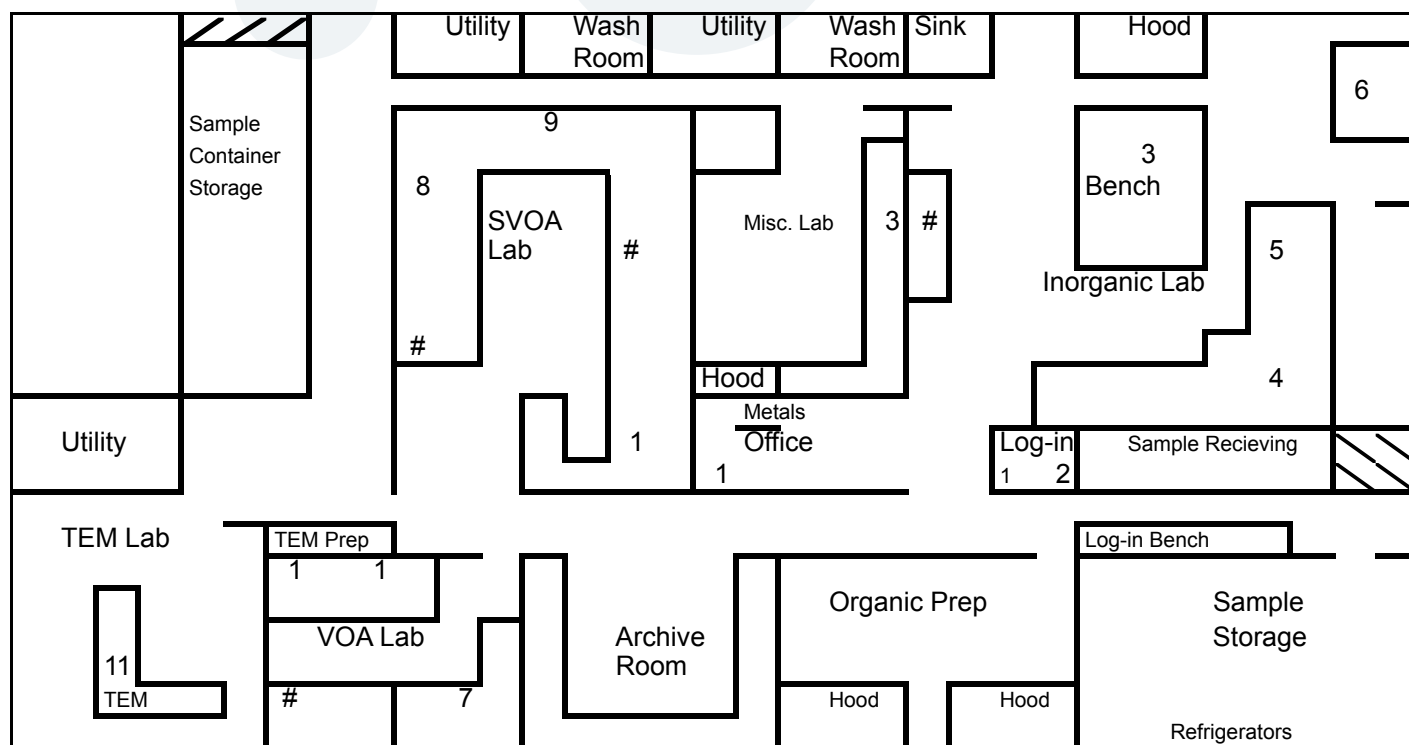 Utility
Wash
Room
Utility
Wash
Room
Sink
Hood
6
Sample
Container
Storage
9
8
SVOA
Lab
#
#
1
Misc. Lab
3
#
3
Bench
5
Inorganic Lab
4
Hood
Metals
Office
1
Utility
Log-in
1 2
Sample Recieving
TEM Lab
TEM Prep
1 1
VOA Lab
11
TEM
#
7
Archive
Room
Organic Prep
Hood
Hood
Log-in Bench
Sample
Storage
Refrigerators